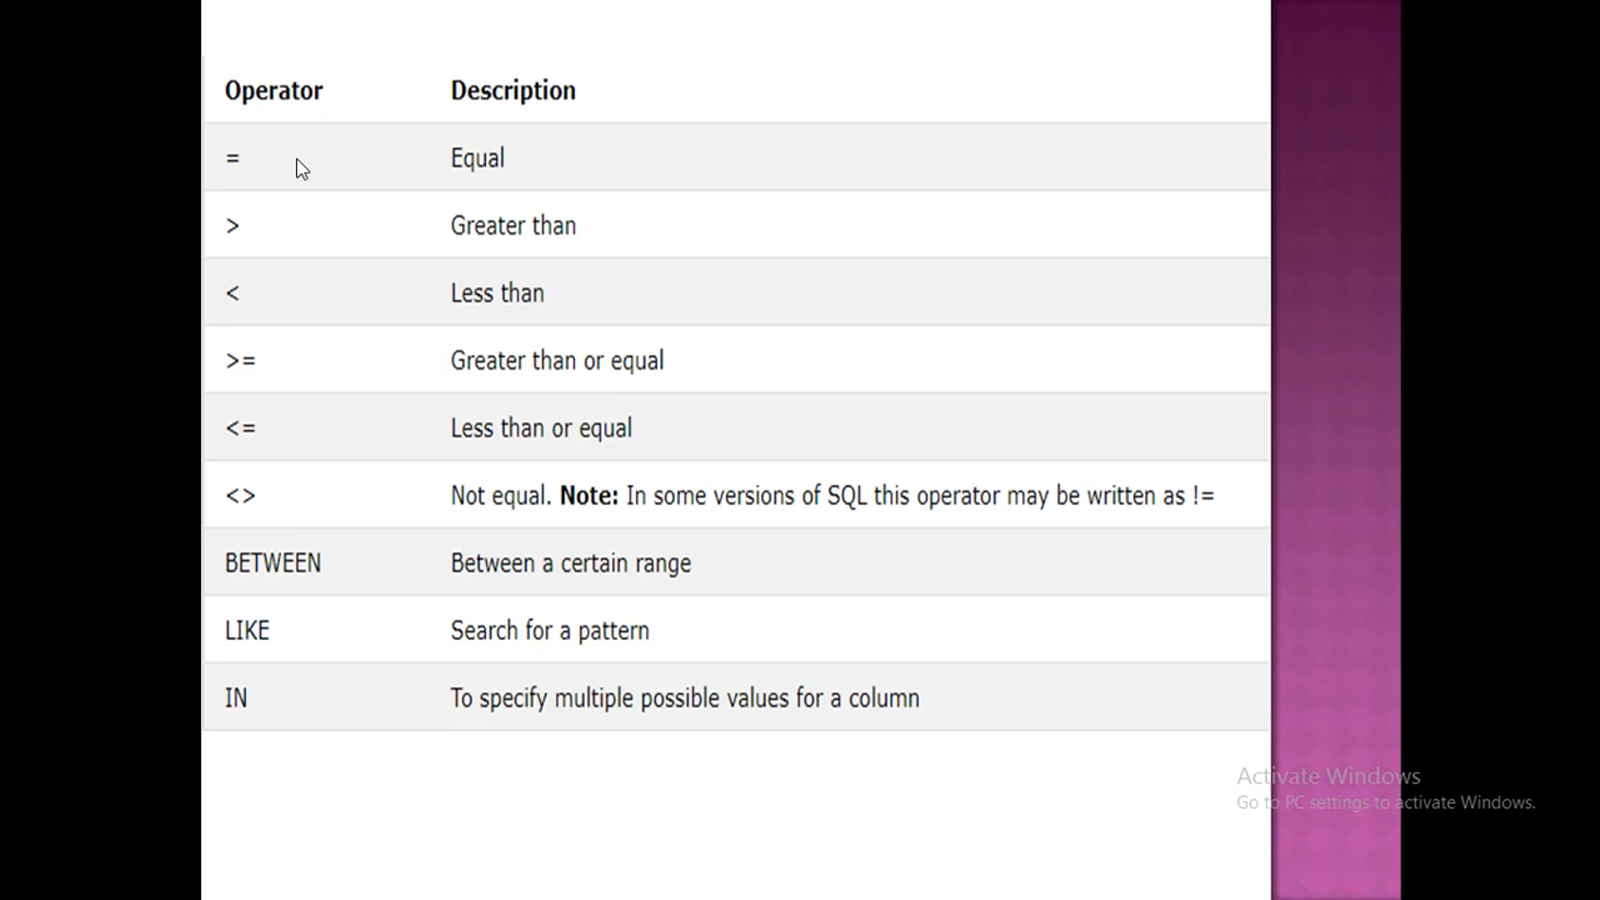 Operator Description
= Equal
> Greater than
< Less than
>= Greater than or equal
<= Less than or equal
<> Not equal. Note: In some versions of SQL this operator may be written as !=
BETWEEN Between a certain range
LIKE Search for a pattern
IN To specify multiple possible values for a column
Activate Windows
Go to PC settings to activate Windows.